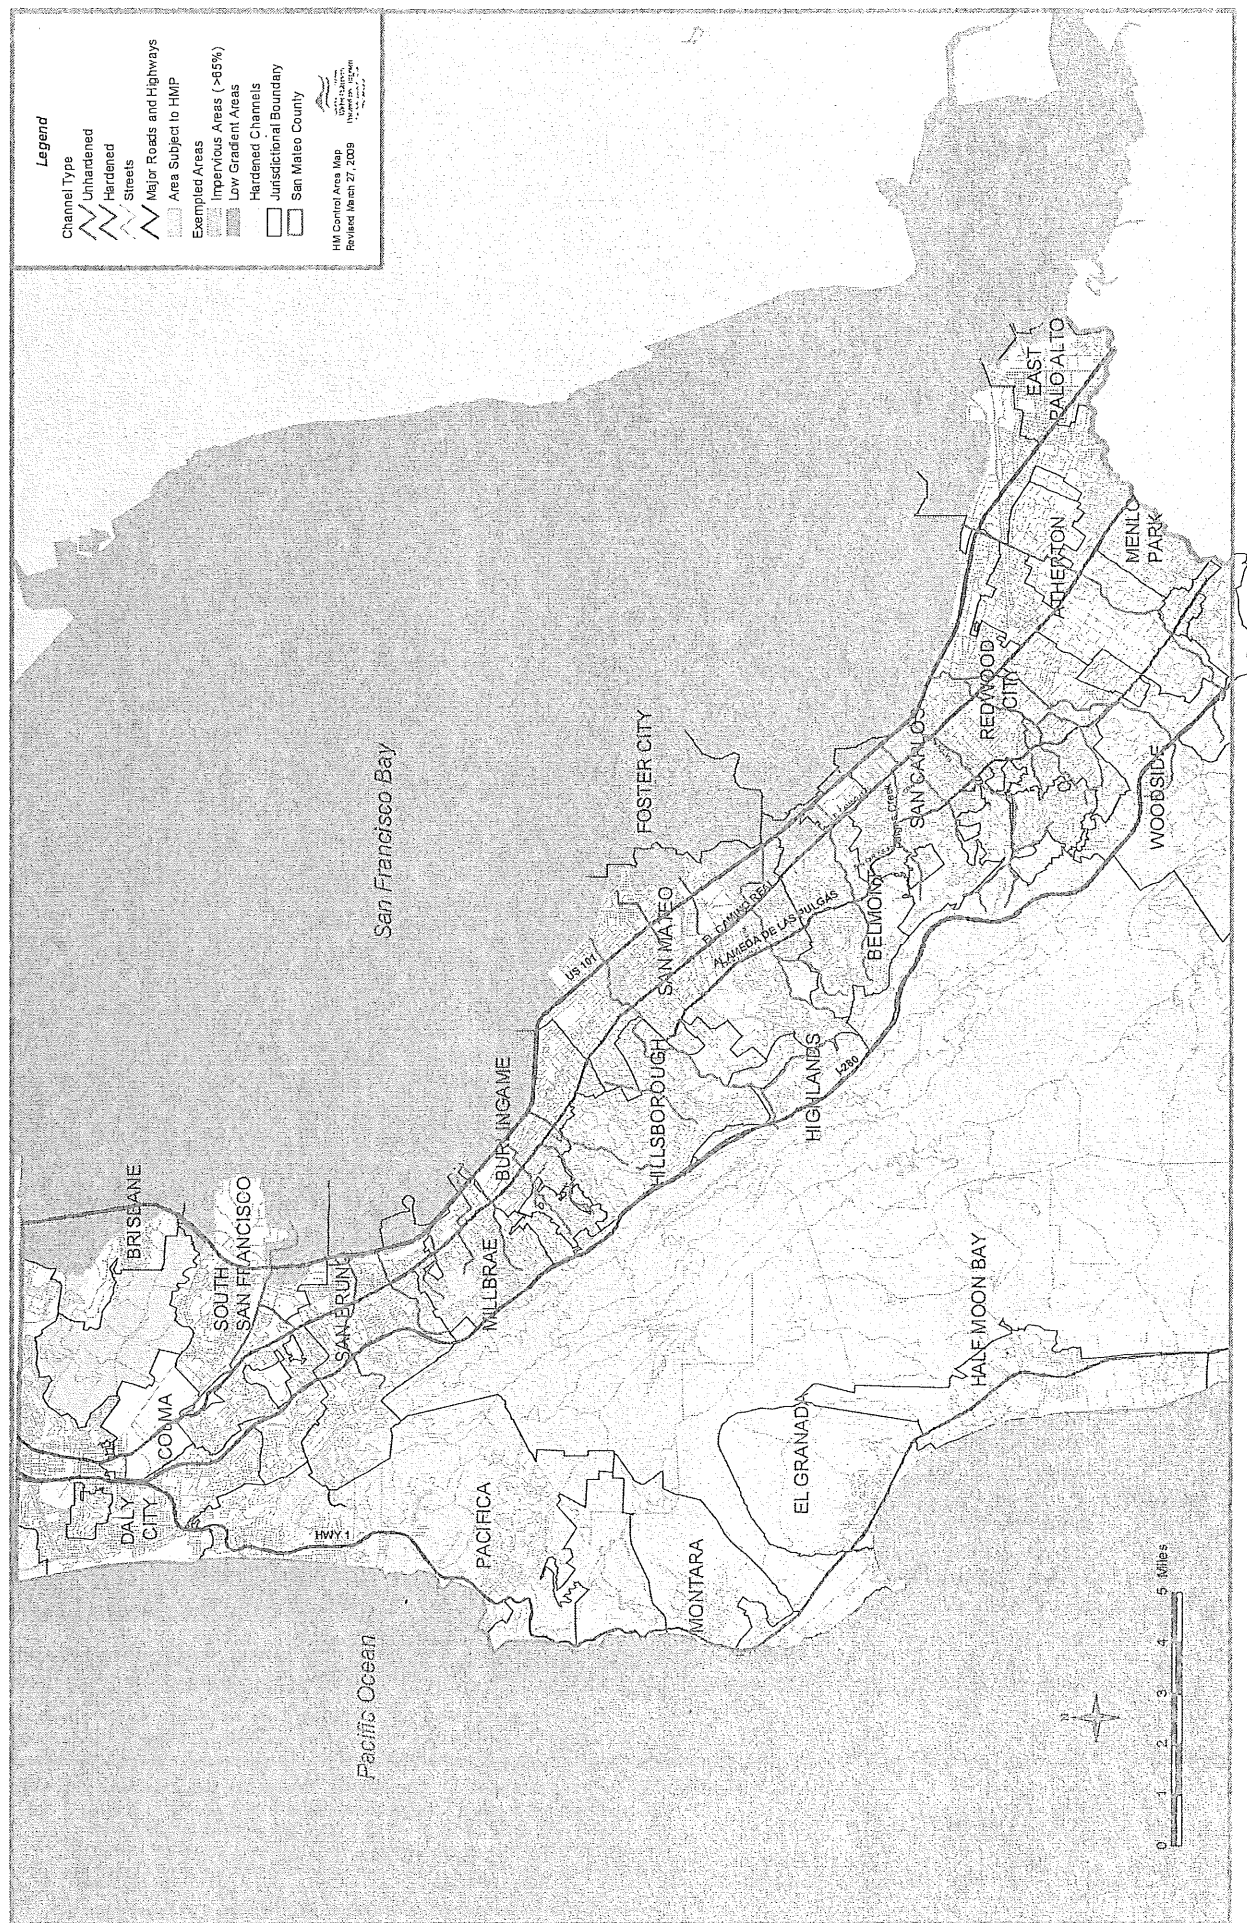 Legend
Channel Type
Unhardened
Hardened
Streets
Major Roads and Highways
Area Subject to HMP
Exempted Areas
Impervious Areas ( >65%)
Low Gradient Areas
Hardened Channels
Jurisdictional Boundary
San Mateo County
HM Control Area Map
Revised March 27, 2009
San Francisco Bay
Pacific Ocean
BRISBANE
SOUTH
SAN FRANCISCO
COLMA
DALY
CITY
SAN BRUNO
HWY 1
PACIFICA
MILLBRAE
BURLINGAME
US 101
HILLSBOROUGH
SAN MATEO
FOSTER CITY
EL CAMINO REAL
ALAMEDA DE LAS PULGAS
HIGHLANDS
I-280
BELMONT
SAN CARLOS
REDWOOD
CITY
ATHERTON
EAST
PALO ALTO
MENLO
PARK
WOODSIDE
MONTARA
EL GRANADA
HALF MOON BAY
N
0 1 2 3 4 5 Miles